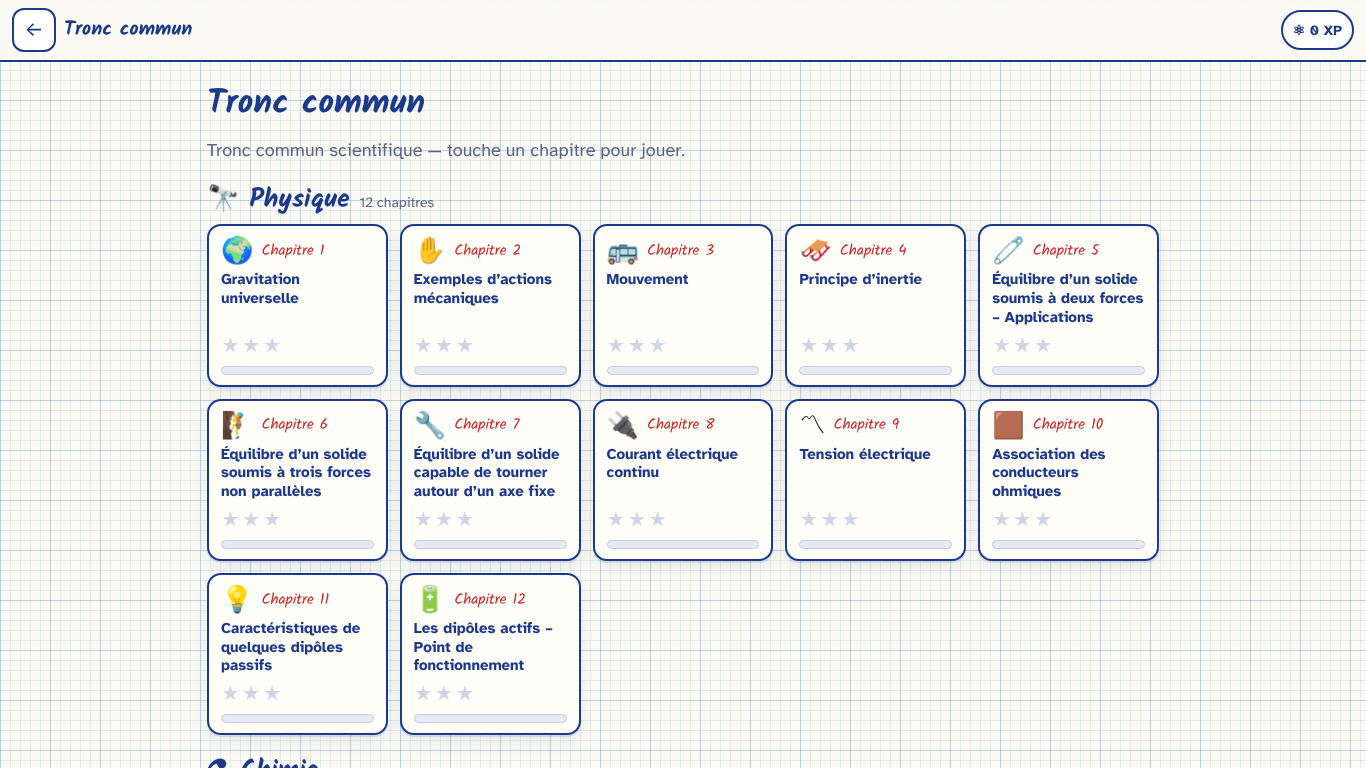 Tronc commun
0 XP
Tronc commun
Tronc commun scientifique — touche un chapitre pour jouer.
Physique 12 chapitres
Chapitre 1
Gravitation
universelle
Chapitre 2
Exemples d’actions
mécaniques
Chapitre 3
Mouvement
Chapitre 4
Principe d’inertie
Chapitre 5
Équilibre d’un solide
soumis à deux forces
– Applications
Chapitre 6
Équilibre d’un solide
soumis à trois forces
non parallèles
Chapitre 7
Équilibre d’un solide
capable de tourner
autour d’un axe fixe
Chapitre 8
Courant électrique
continu
Chapitre 9
Tension électrique
Chapitre 10
Association des
conducteurs
ohmiques
Chapitre 11
Caractéristiques de
quelques dipôles
passifs
Chapitre 12
Les dipôles actifs –
Point de
fonctionnement
Chimie